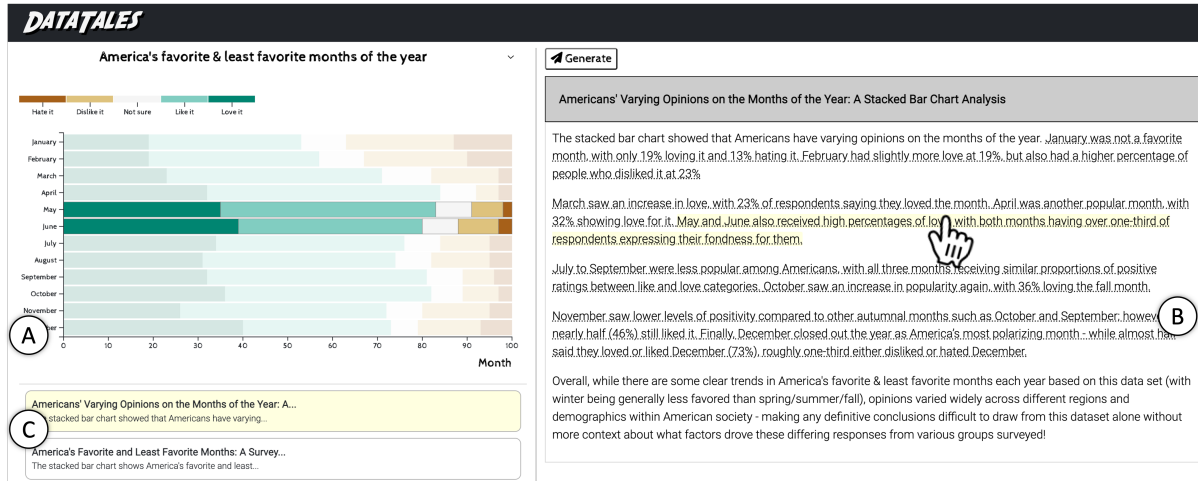 DATATALES
America's favorite & least favorite months of the year
Hate it
Dislike it
Not sure
Like it
Love it
January
February
March
April
May
June
July
August
September
October
November
ber
0 10 20 30 40 50 60 70 80 90 100
Month
A
Americans' Varying Opinions on the Months of the Year: A...
stacked bar chart showed that Americans have varying...
C
America's Favorite and Least Favorite Months: A Survey...
The stacked bar chart shows America's favorite and least...
Generate
Americans' Varying Opinions on the Months of the Year: A Stacked Bar Chart Analysis
The stacked bar chart showed that Americans have varying opinions on the months of the year. January was not a favorite
month, with only 19% loving it and 13% hating it. February had slightly more love at 19%, but also had a higher percentage of
people who disliked it at 23%
March saw an increase in love, with 23% of respondents saying they loved the month. April was another popular month, with
32% showing love for it. May and June also received high percentages of lov with both months having over one-third of
respondents expressing their fondness for them.
July to September were less popular among Americans, with all three months receiving similar proportions of positive
ratings between like and love categories. October saw an increase in popularity again, with 36% loving the fall month.
November saw lower levels of positivity compared to other autumnal months such as October and September; howev
nearly half (46%) still liked it. Finally, December closed out the year as America's most polarizing month - while almost ha
said they loved or liked December (73%), roughly one-third either disliked or hated December.
B
Overall, while there are some clear trends in America's favorite & least favorite months each year based on this data set (with
winter being generally less favored than spring/summer/fall), opinions varied widely across different regions and
demographics within American society - making any definitive conclusions difficult to draw from this dataset alone without
more context about what factors drove these differing responses from various groups surveyed!